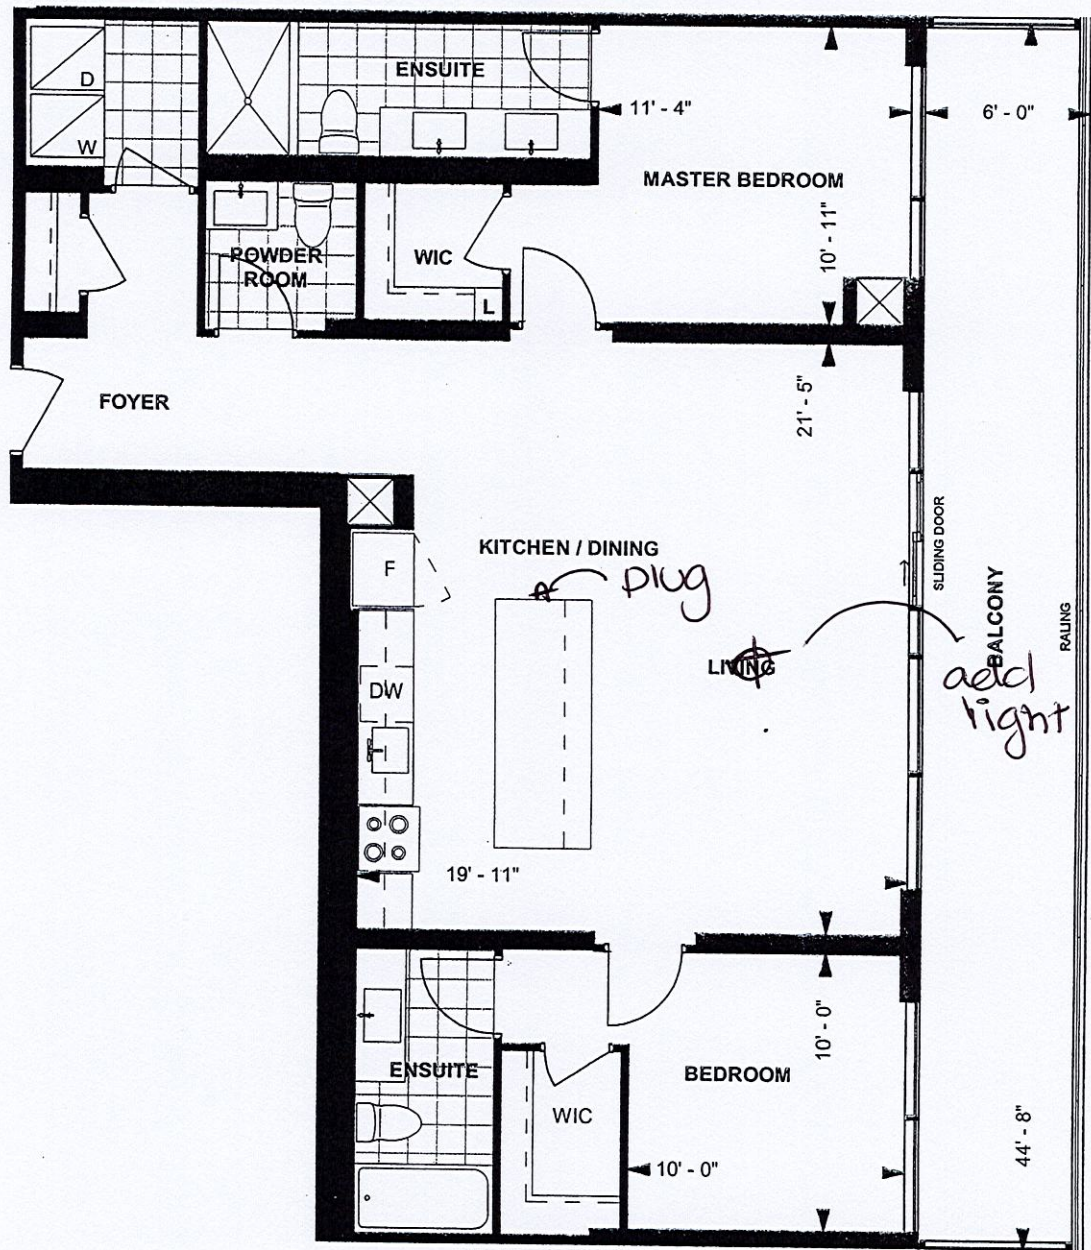 D
W
ENSUITE
11' - 4"
6' - 0"
MASTER BEDROOM
10' - 11"
POWDER
ROOM
WIC
L
21' - 5"
FOYER
KITCHEN / DINING
plug
F
SLIDING DOOR
BALCONY
RALING
LIVING
add
light
DW
19' - 11"
10' - 0"
ENSUITE
BEDROOM
WIC
10' - 0"
44' - 8"